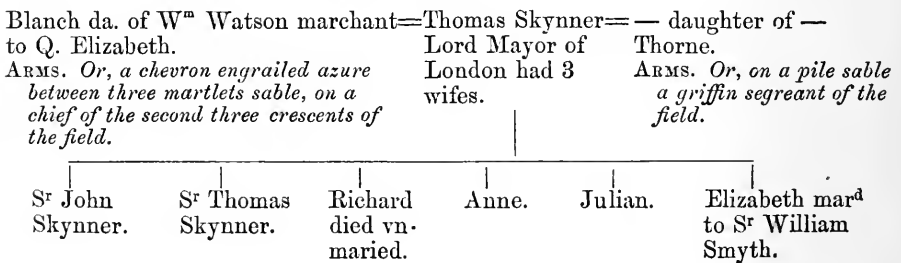 Blanch da. of Wᵐ Watson marchant=Thomas Skynner= — daughter of —
to Q. Elizabeth. Lord Mayor of Thorne.
ARMS. Or, a chevron engrailed azure London had 3 ARMS. Or, on a pile sable
between three martlets sable, on a wifes. a griffin segreant of the
chief of the second three crescents of field.
the field.
Sʳ John Sʳ Thomas Richard Anne. Julian. Elizabeth marᵈ
Skynner. Skynner. died vn- to Sʳ William
maried. Smyth.